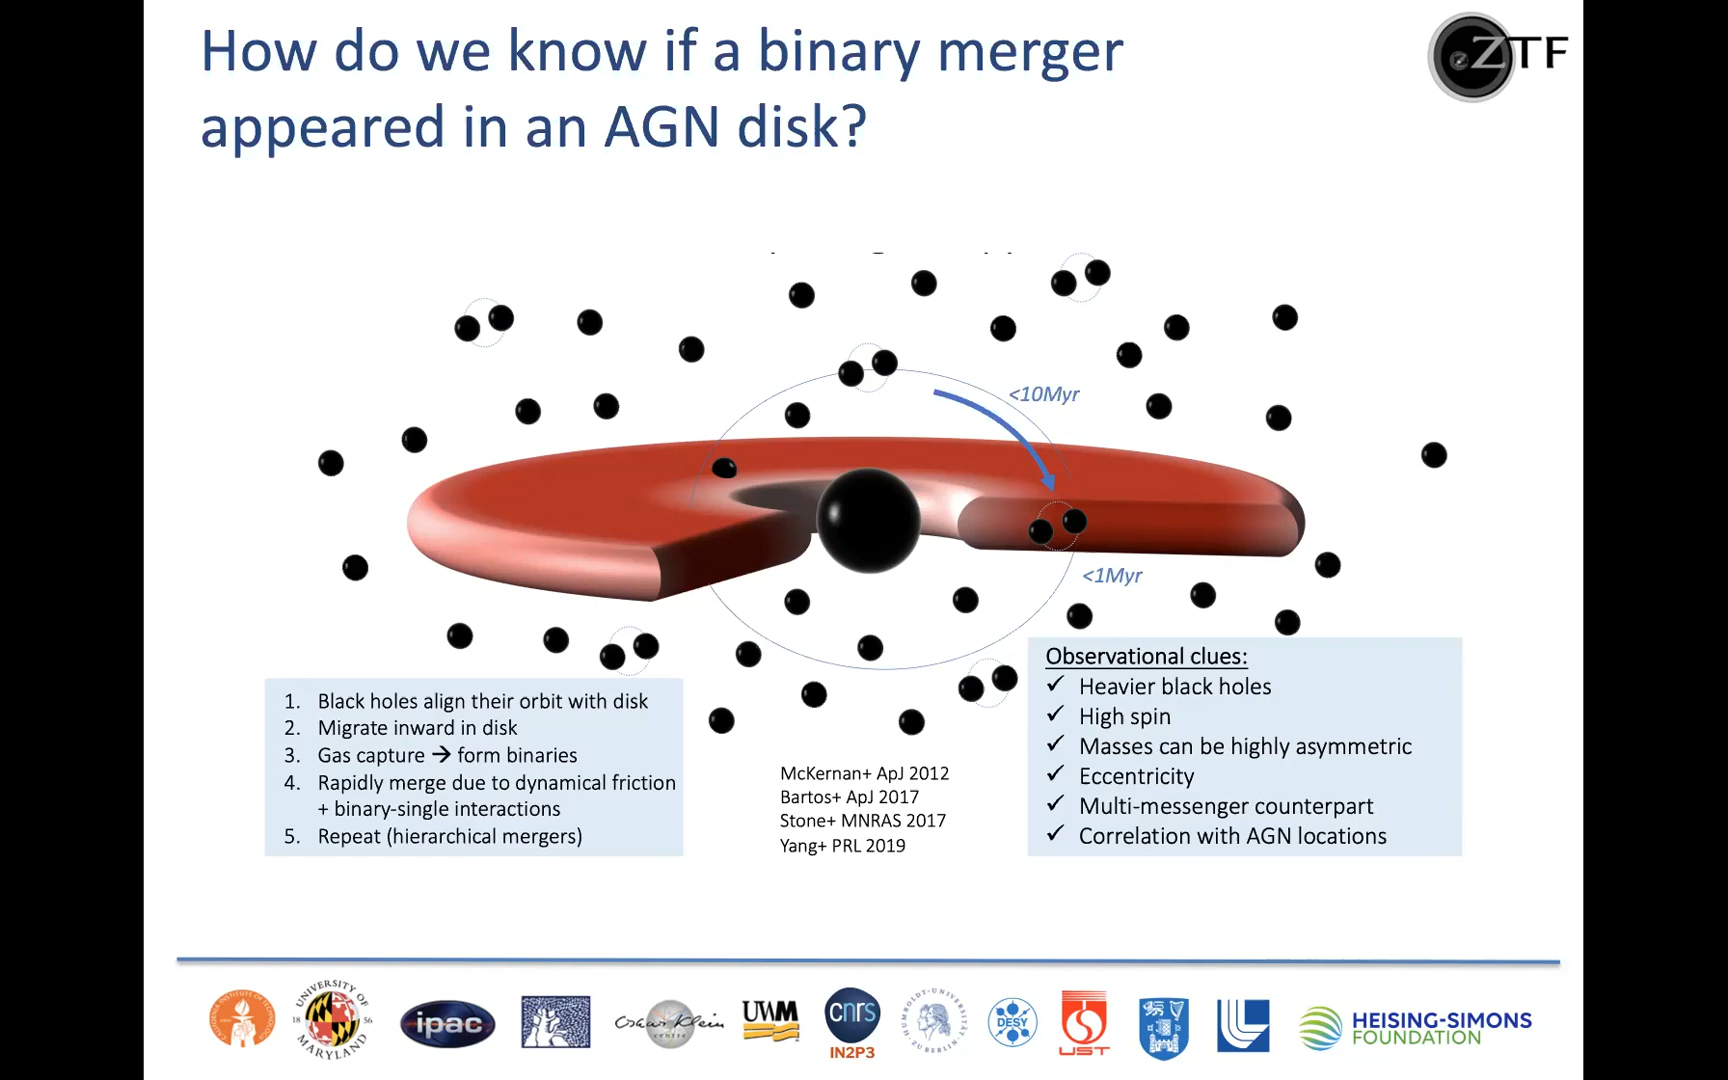 How do we know if a binary merger
appeared in an AGN disk?
ZTF
<10Myr
<1Myr
1. Black holes align their orbit with disk
2. Migrate inward in disk
3. Gas capture → form binaries
4. Rapidly merge due to dynamical friction
+ binary-single interactions
5. Repeat (hierarchical mergers)
McKernan+ ApJ 2012
Bartos+ ApJ 2017
Stone+ MNRAS 2017
Yang+ PRL 2019
Observational clues:
✓ Heavier black holes
✓ High spin
✓ Masses can be highly asymmetric
✓ Eccentricity
✓ Multi-messenger counterpart
✓ Correlation with AGN locations
UNIVERSITY OF
18 56
MARYLAND
ipac
Oskar Klein
centre
UWM
cnrs
IN2P3
HUMBOLDT-UNIVERSITÄT
ZU BERLIN
DESY
UST
HEISING-SIMONS
FOUNDATION